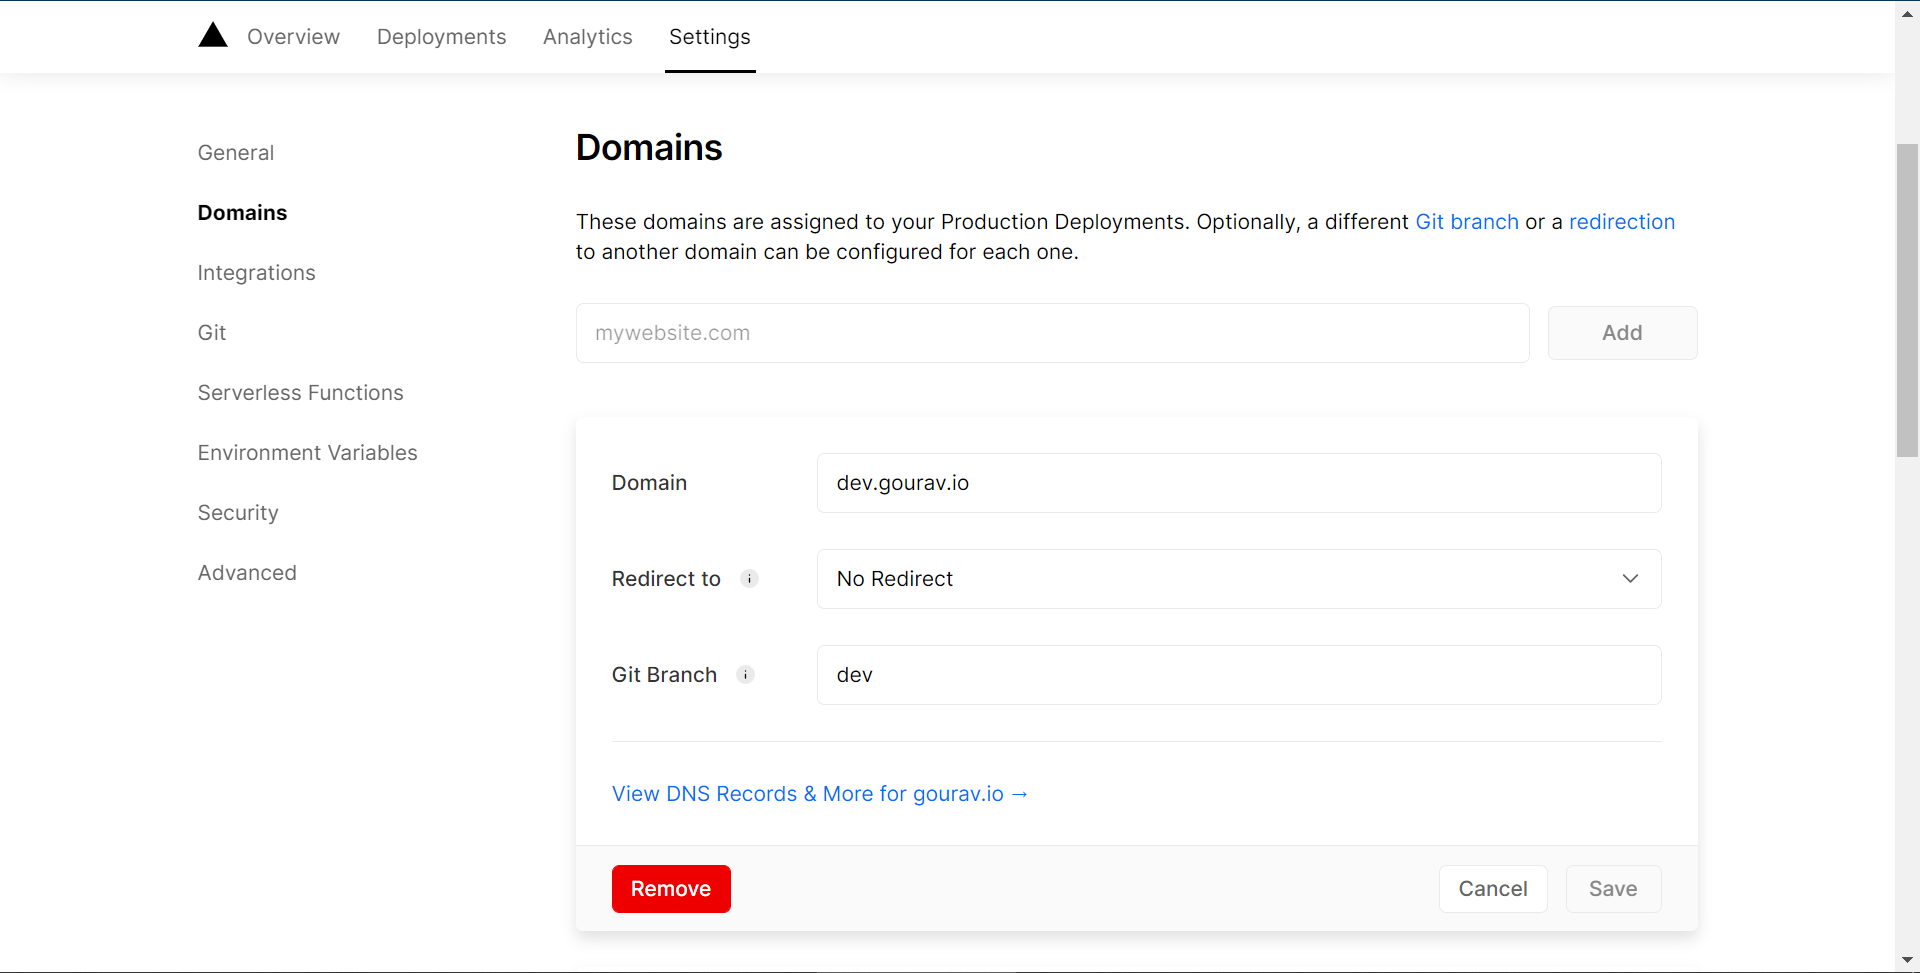 Overview Deployments Analytics Settings
General
Domains
Integrations
Git
Serverless Functions
Environment Variables
Security
Advanced
Domains
These domains are assigned to your Production Deployments. Optionally, a different Git branch or a redirection
to another domain can be configured for each one.
mywebsite.com Add
Domain dev.gourav.io
Redirect to i No Redirect
Git Branch i dev
View DNS Records & More for gourav.io →
Remove Cancel Save